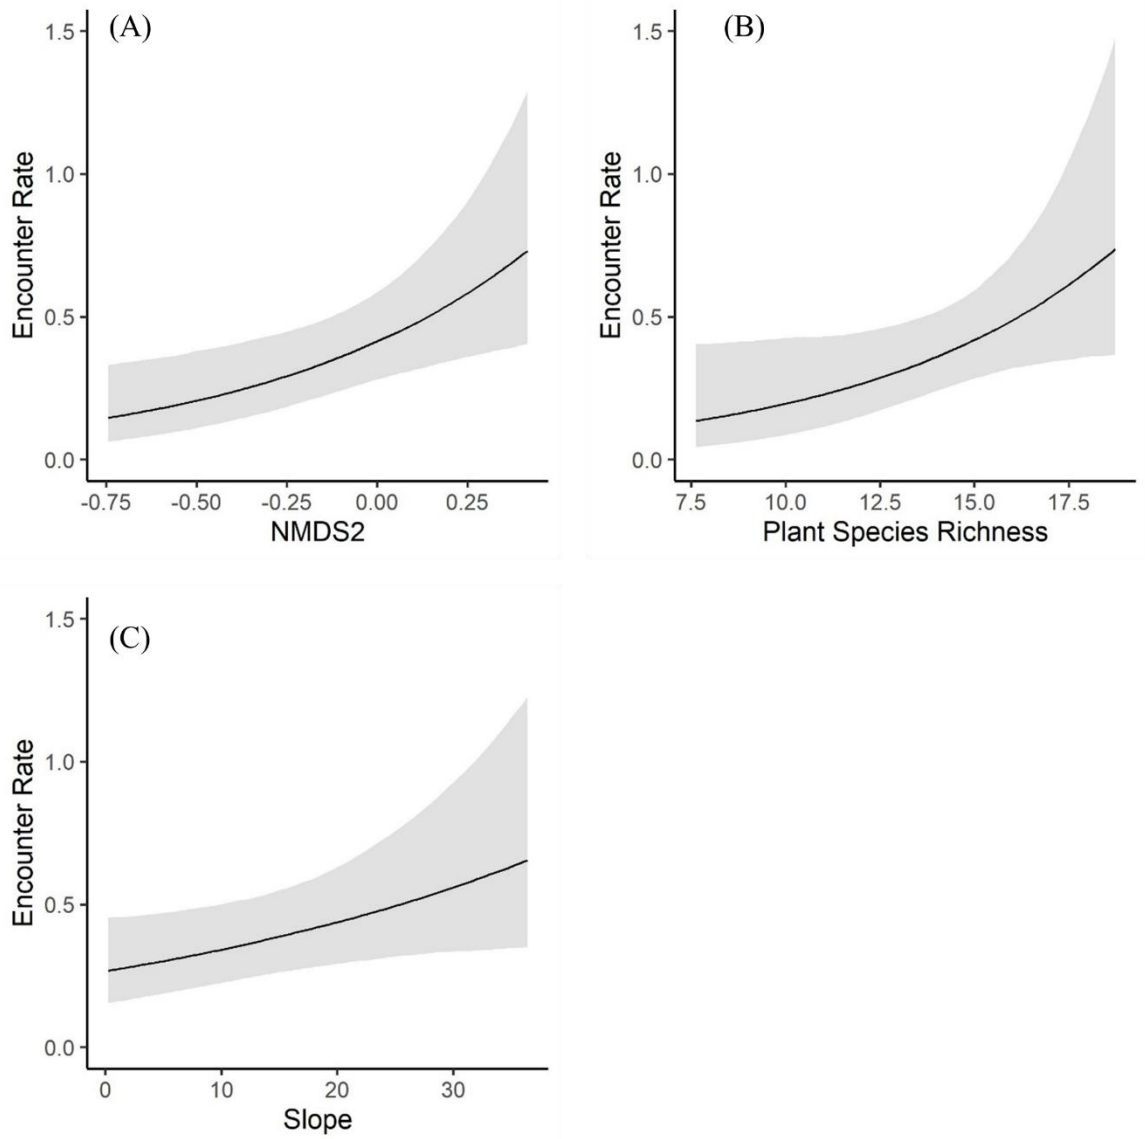 (A)
1.5
1.0
0.5
0.0
Encounter Rate
-0.75 -0.50 -0.25 0.00 0.25
NMDS2
(B)
1.5
1.0
0.5
0.0
Encounter Rate
7.5 10.0 12.5 15.0 17.5
Plant Species Richness
(C)
1.5
1.0
0.5
0.0
Encounter Rate
0 10 20 30
Slope